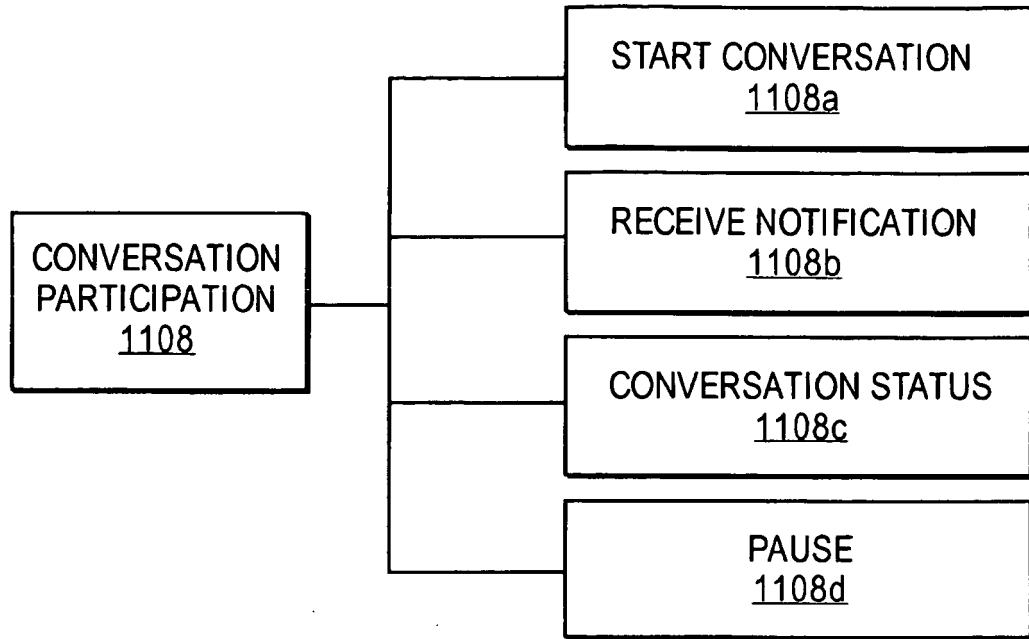 CONVERSATION
PARTICIPATION
1108
START CONVERSATION
1108a
RECEIVE NOTIFICATION
1108b
CONVERSATION STATUS
1108c
PAUSE
1108d